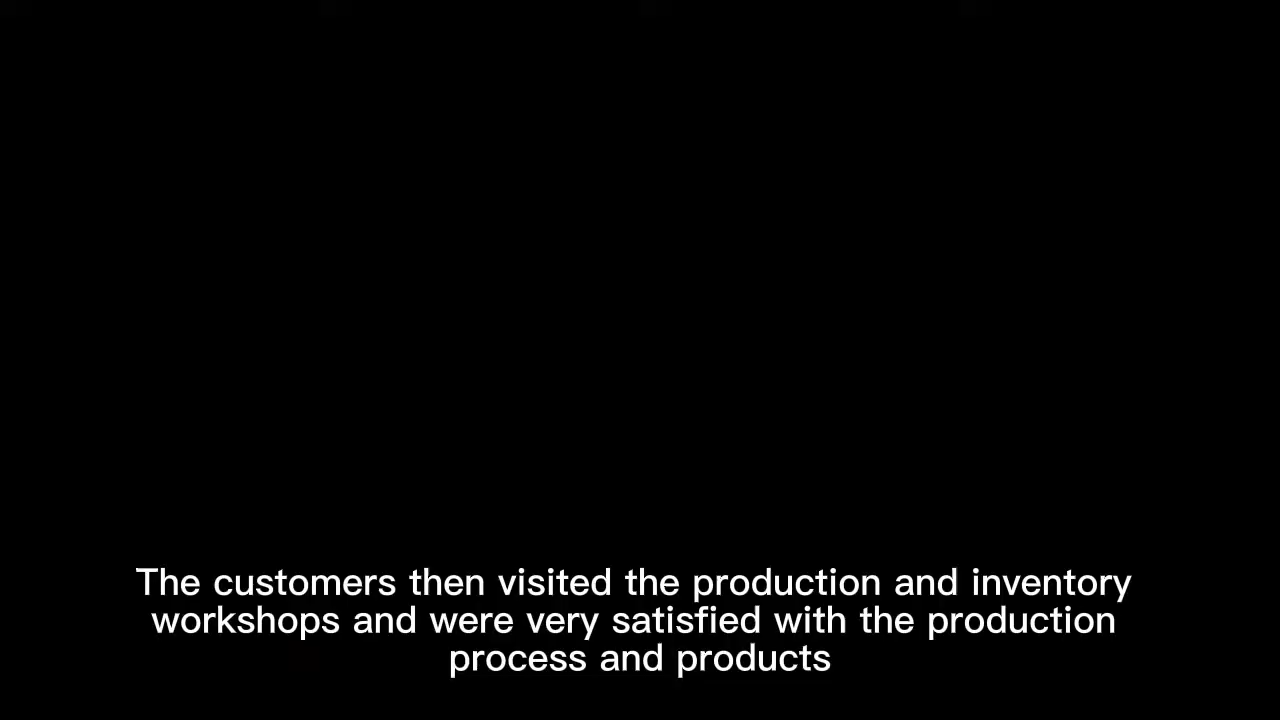 The customers then visited the production and inventory
workshops and were very satisfied with the production
process and products